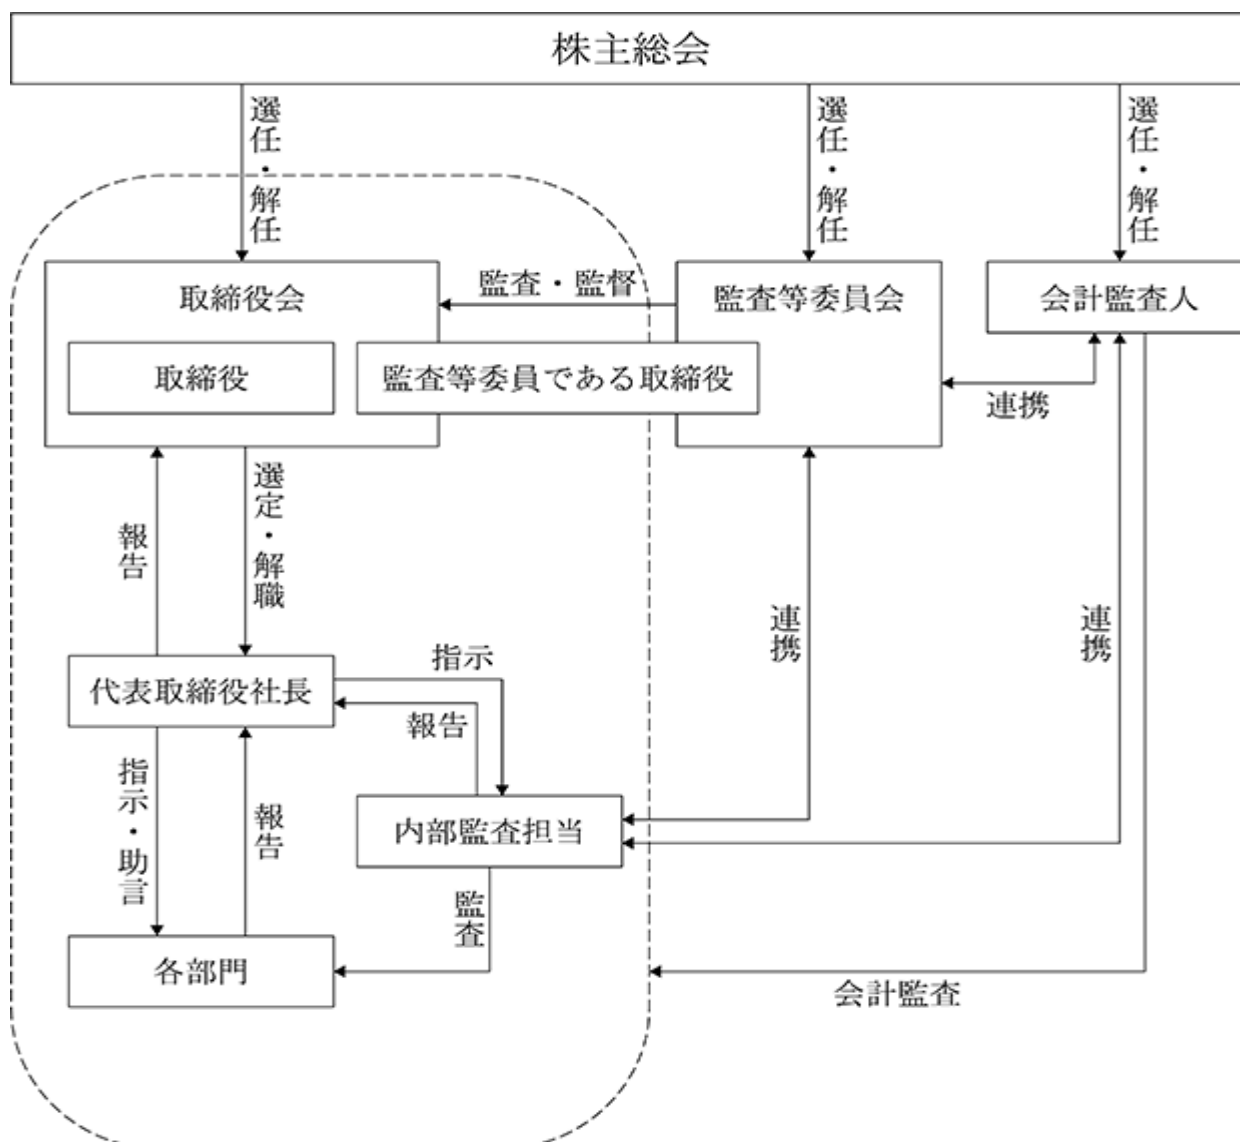 株主総会
選任・解任
選任・解任
選任・解任
取締役会
監査・監督
監査等委員会
会計監査人
取締役
監査等委員である取締役
連携
報告
選定・解職
連携
連携
代表取締役社長
指示
報告
指示・助言
報告
内部監査担当
監査
各部門
会計監査